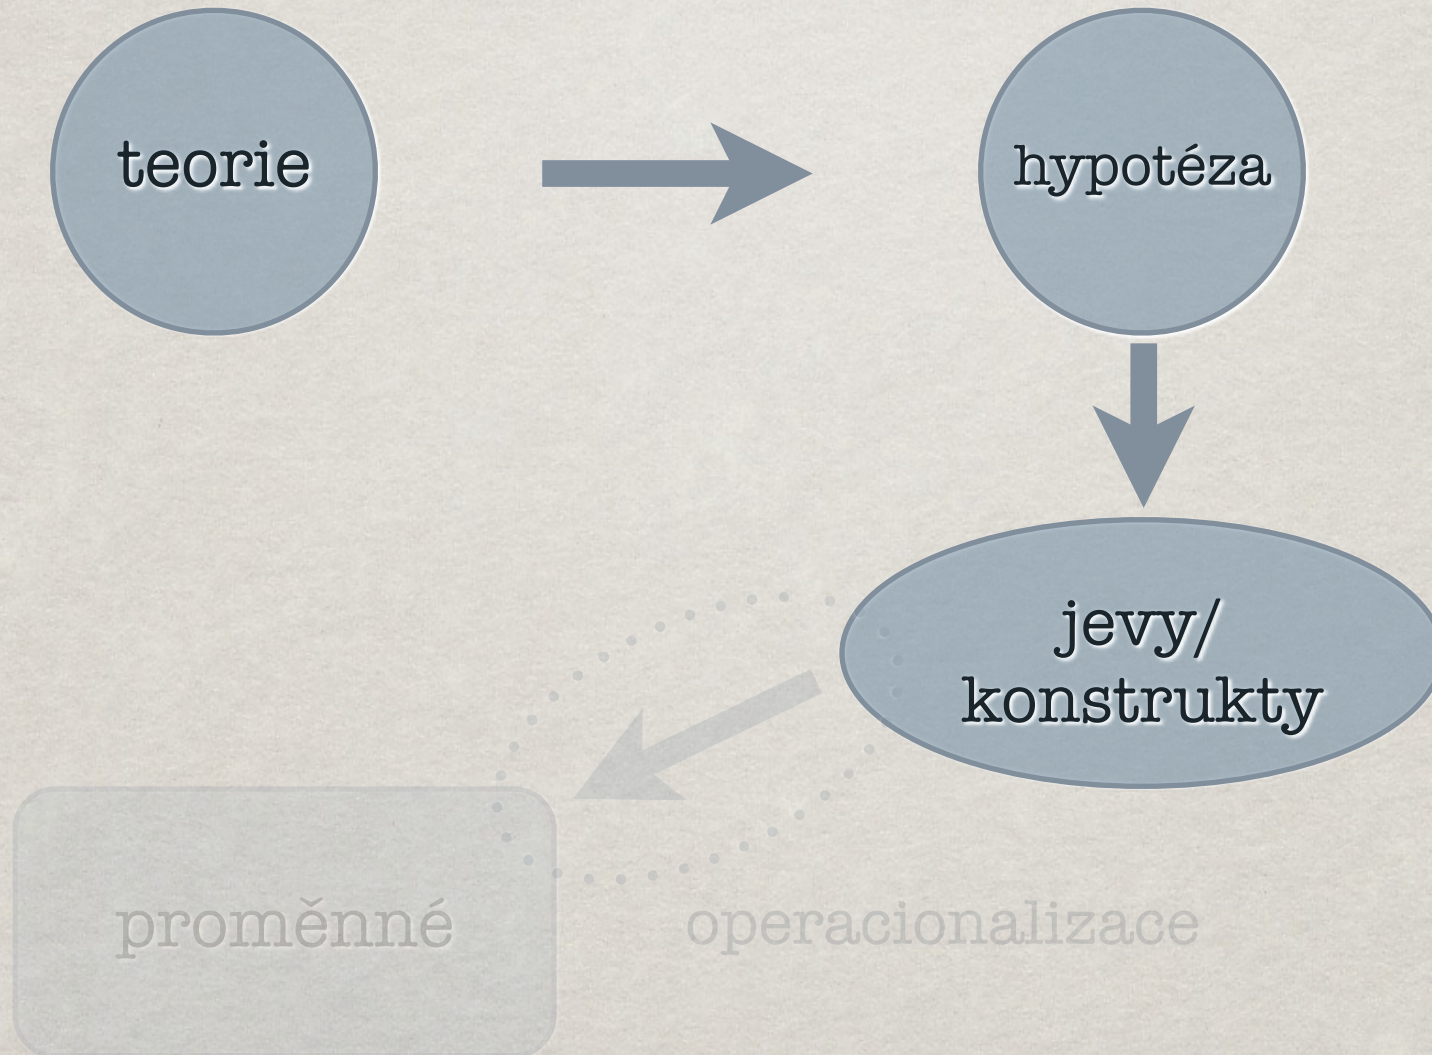 teorie
hypotéza
jevy/
konstrukty
proměnné
operacionalizace